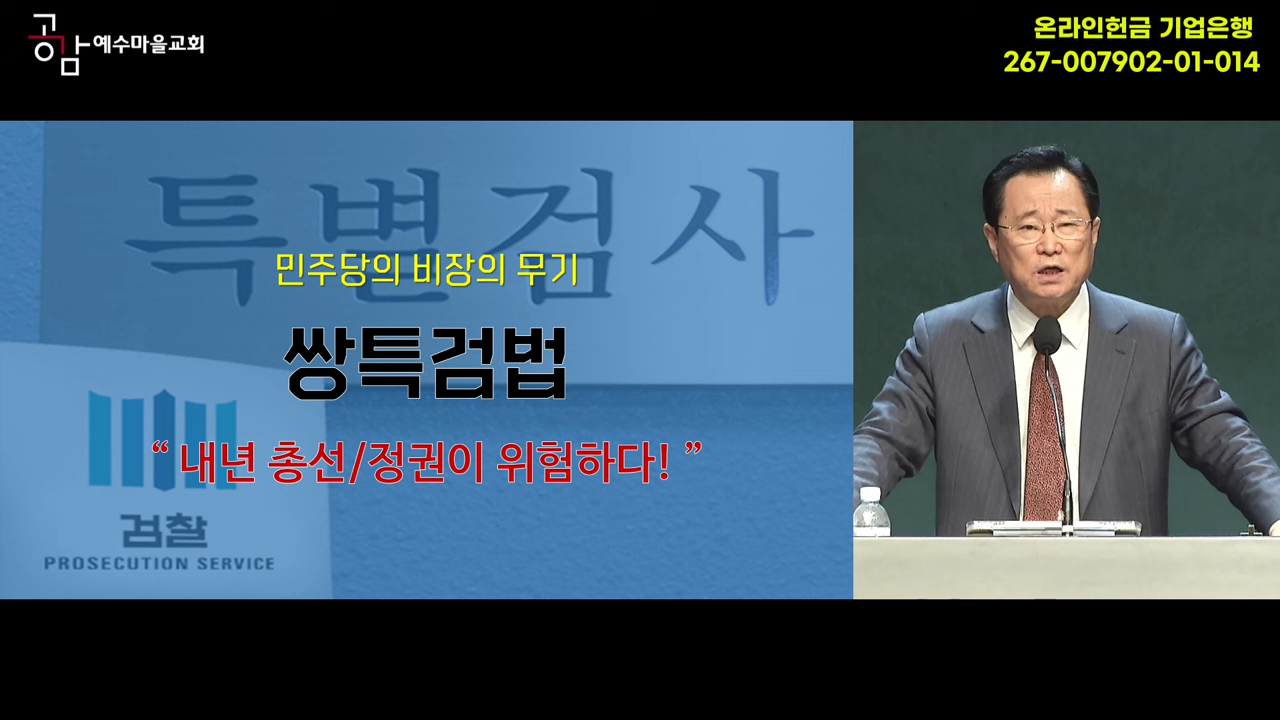 공감 예수마을교회
온라인헌금 기업은행
267-007902-01-014
특별검사
민주당의 비장의 무기
쌍특검법
“ 내년 총선/정권이 위험하다! ”
검찰
PROSECUTION SERVICE